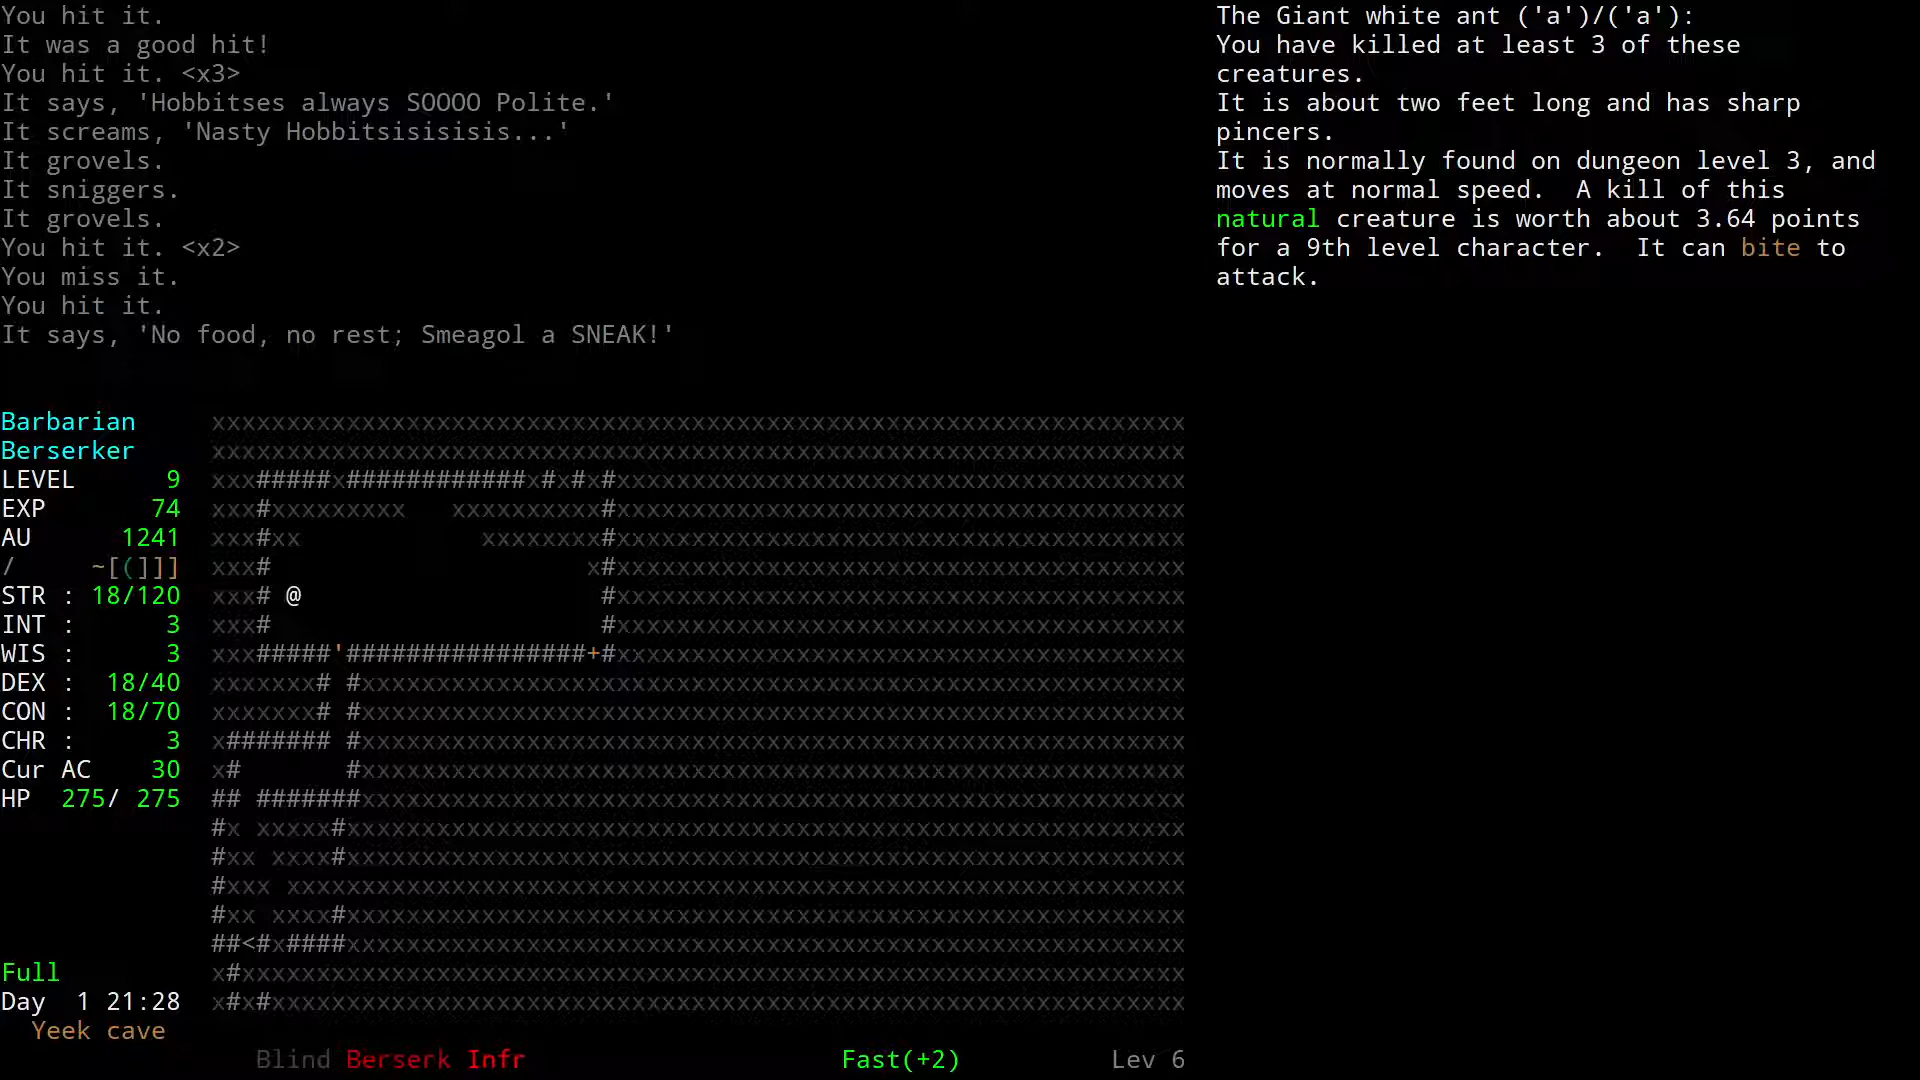 You hit it.
It was a good hit!
You hit it. <x3>
It says, 'Hobbitses always SOOOO Polite.'
It screams, 'Nasty Hobbitsisisisis...'
It grovels.
It sniggers.
It grovels.
You hit it. <x2>
You miss it.
You hit it.
It says, 'No food, no rest; Smeagol a SNEAK!'
The Giant white ant ('a')/('a'):
You have killed at least 3 of these
creatures.
It is about two feet long and has sharp
pincers.
It is normally found on dungeon level 3, and
moves at normal speed.  A kill of this
natural creature is worth about 3.64 points
for a 9th level character.  It can bite to
attack.
Barbarian
Berserker
LEVEL 9
EXP 74
AU 1241
/ ~[(]]]
STR : 18/120
INT : 3
WIS : 3
DEX : 18/40
CON : 18/70
CHR : 3
Cur AC 30
HP 275/ 275
Full
Day 1 21:28
Yeek cave
Blind Berserk Infr Fast(+2) Lev 6